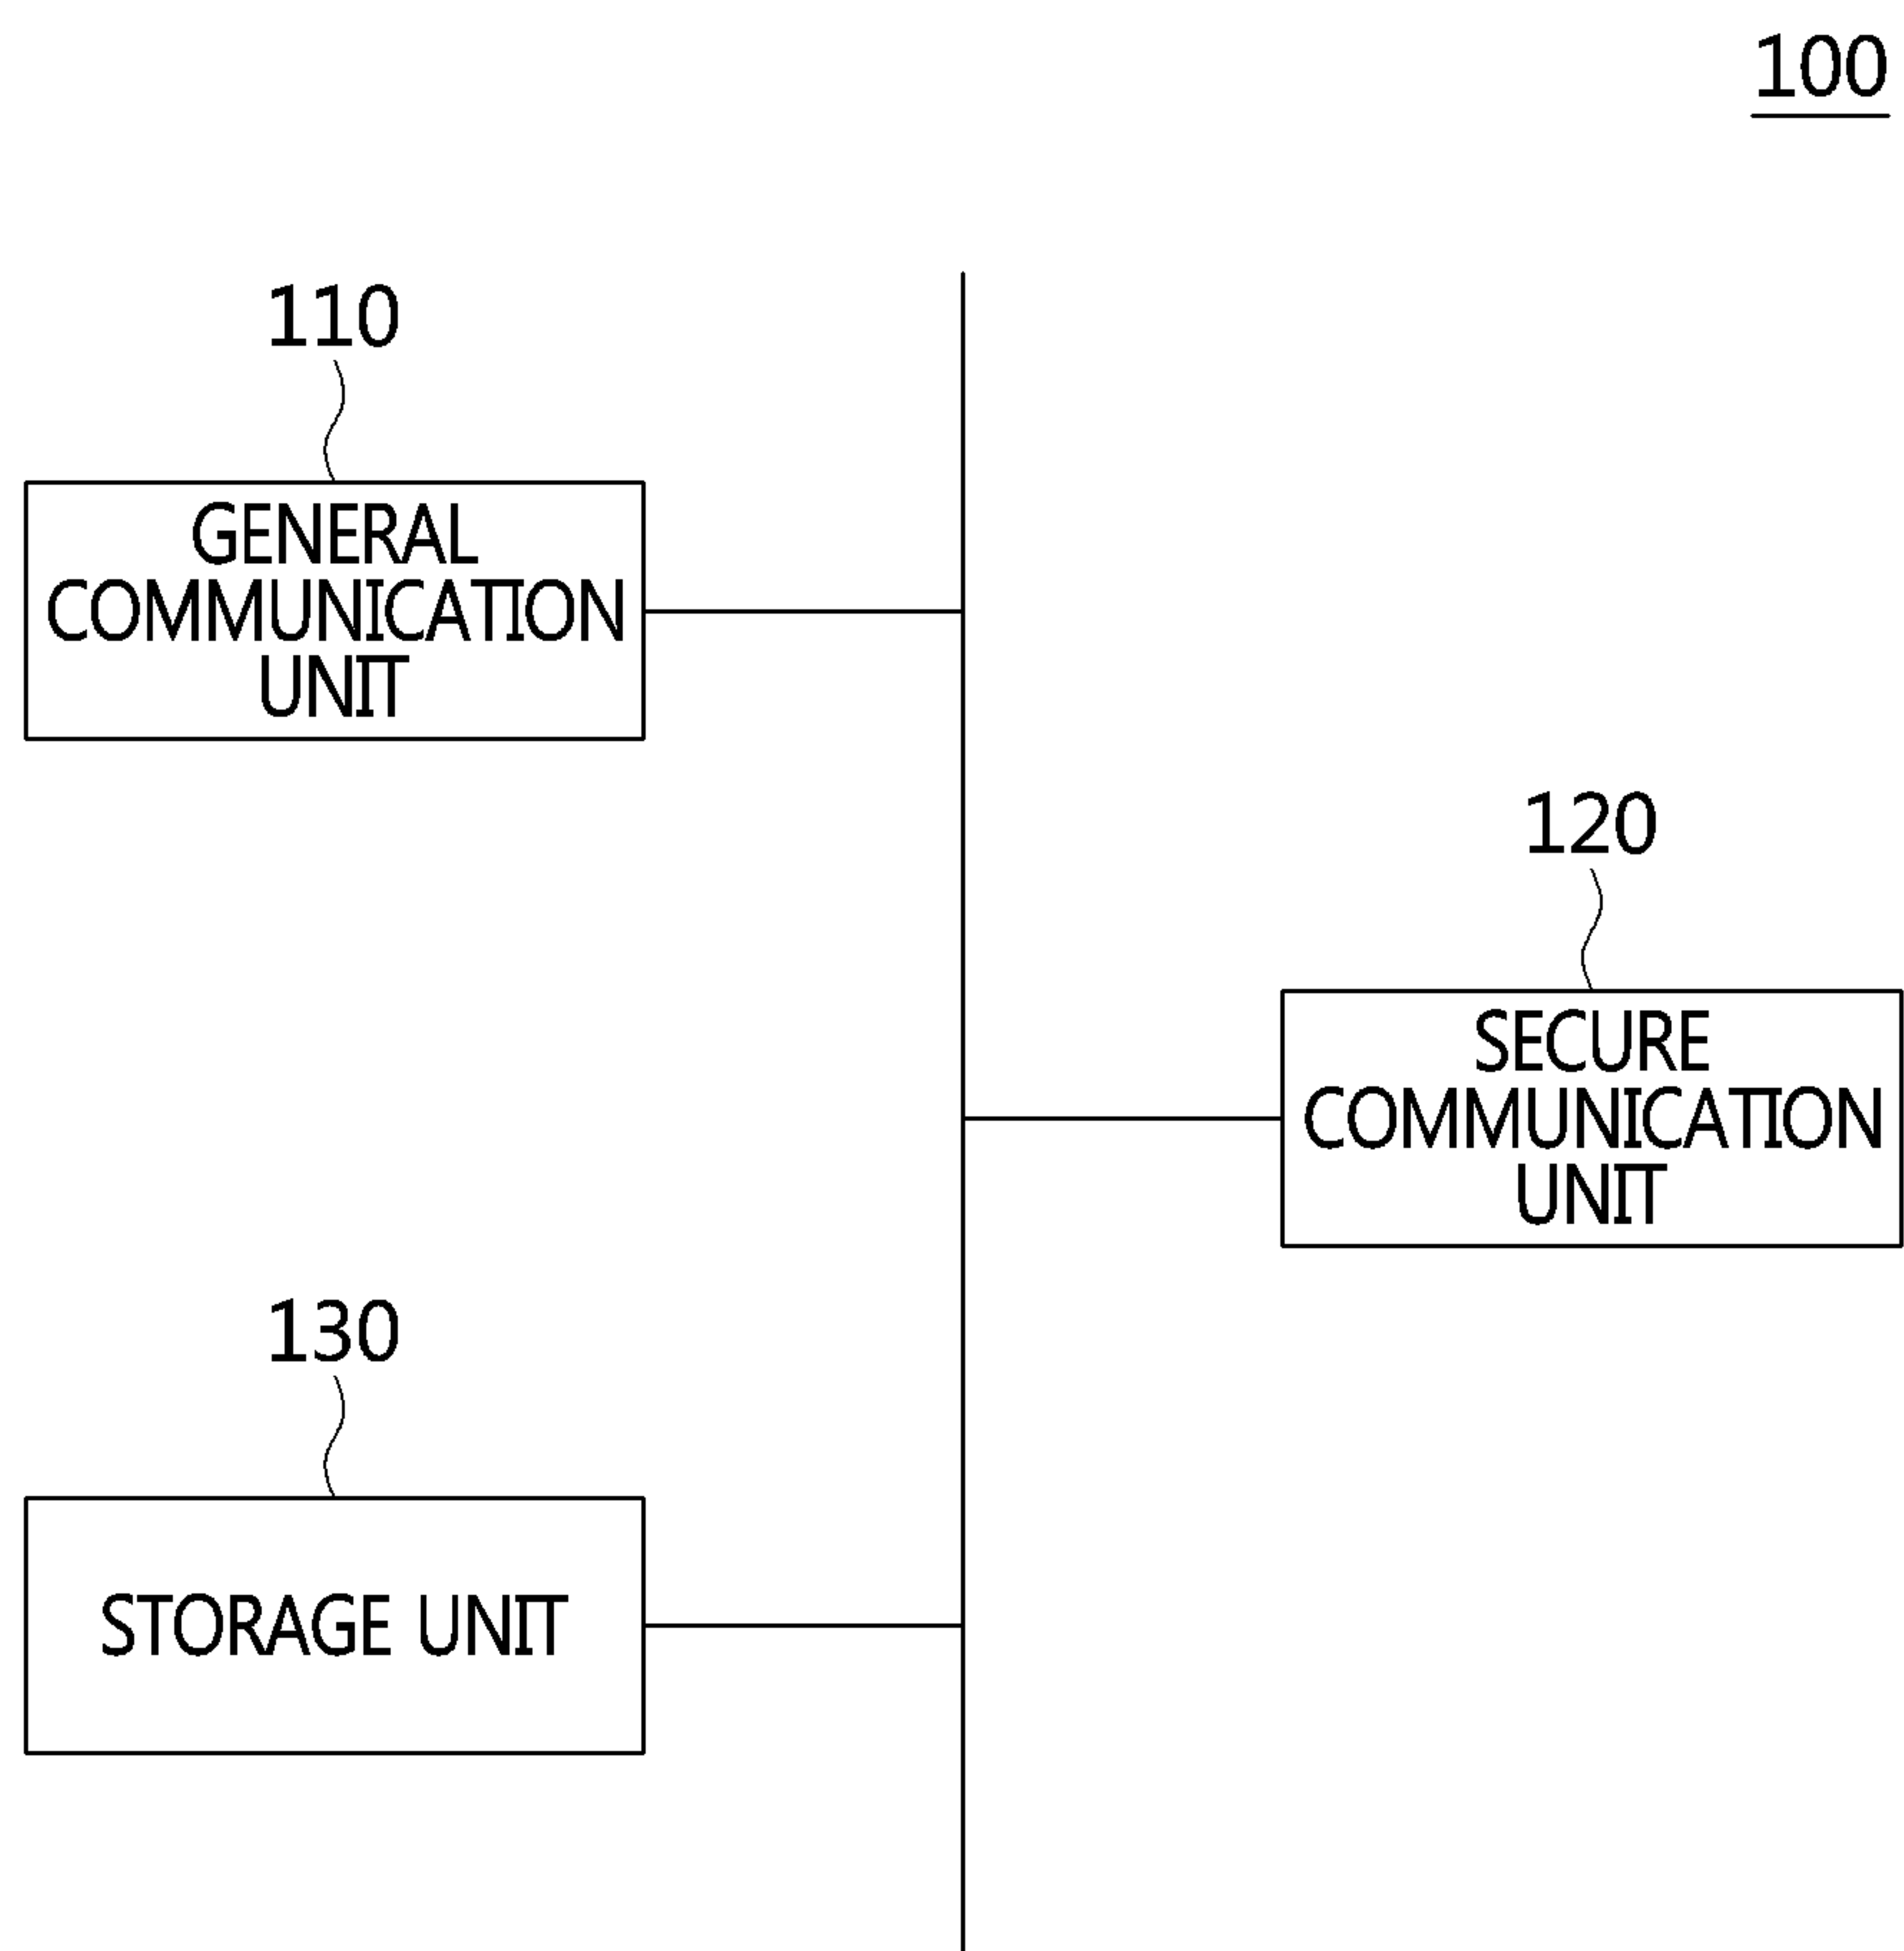 100
110
GENERAL
COMMUNICATION
UNIT
120
SECURE
COMMUNICATION
UNIT
130
STORAGE UNIT